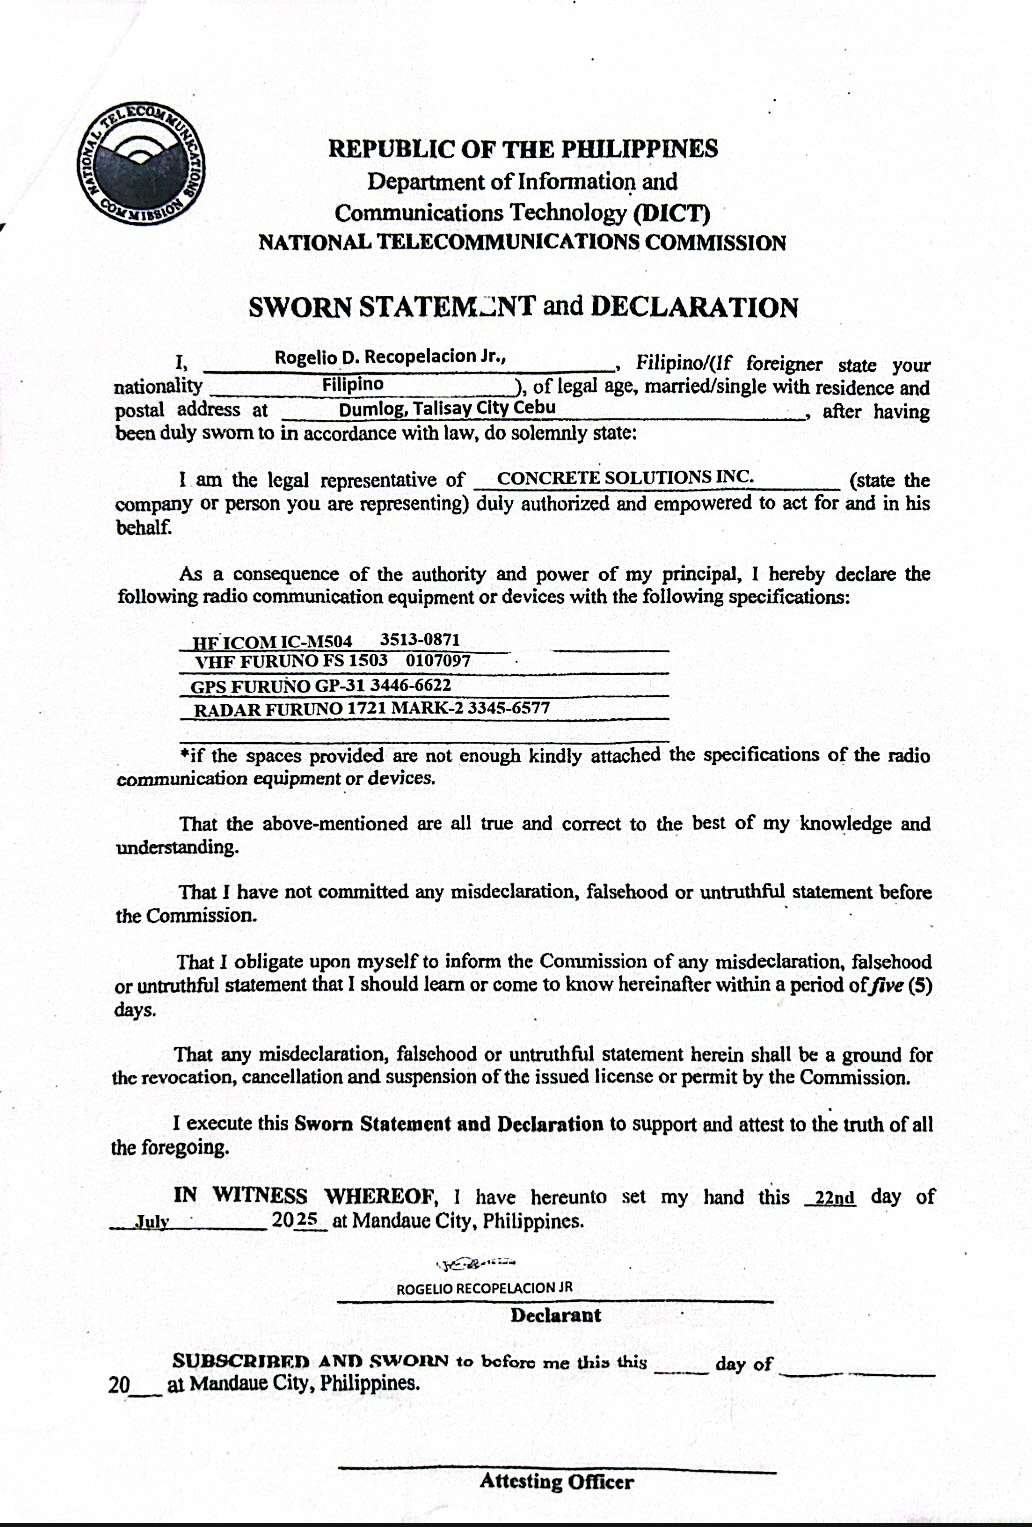 NATIONAL TELECOMMUNICATIONS COMMISSION
REPUBLIC OF THE PHILIPPINES
Department of Information and
Communications Technology (DICT)
NATIONAL TELECOMMUNICATIONS COMMISSION
SWORN STATEMENT and DECLARATION
I, Rogelio D. Recopelacion Jr., , Filipino/(If foreigner state your
nationality Filipino ), of legal age, married/single with residence and
postal address at Dumlog, Talisay City Cebu , after having
been duly sworn to in accordance with law, do solemnly state:
I am the legal representative of CONCRETE SOLUTIONS INC. (state the
company or person you are representing) duly authorized and empowered to act for and in his
behalf.
As a consequence of the authority and power of my principal, I hereby declare the
following radio communication equipment or devices with the following specifications:
HF ICOM IC-M504 3513-0871
VHF FURUNO FS 1503 0107097
GPS FURUNO GP-31 3446-6622
RADAR FURUNO 1721 MARK-2 3345-6577
*if the spaces provided are not enough kindly attached the specifications of the radio
communication equipment or devices.
That the above-mentioned are all true and correct to the best of my knowledge and
understanding.
That I have not committed any misdeclaration, falsehood or untruthful statement before
the Commission.
That I obligate upon myself to inform the Commission of any misdeclaration, falsehood
or untruthful statement that I should learn or come to know hereinafter within a period of five (5)
days.
That any misdeclaration, falsehood or untruthful statement herein shall be a ground for
the revocation, cancellation and suspension of the issued license or permit by the Commission.
I execute this Sworn Statement and Declaration to support and attest to the truth of all
the foregoing.
IN WITNESS WHEREOF, I have hereunto set my hand this 22nd day of
July 2025 at Mandaue City, Philippines.
ROGELIO RECOPELACION JR
Declarant
SUBSCRIBED AND SWORN to before me this this ____ day of ____
20__ at Mandaue City, Philippines.
Attesting Officer